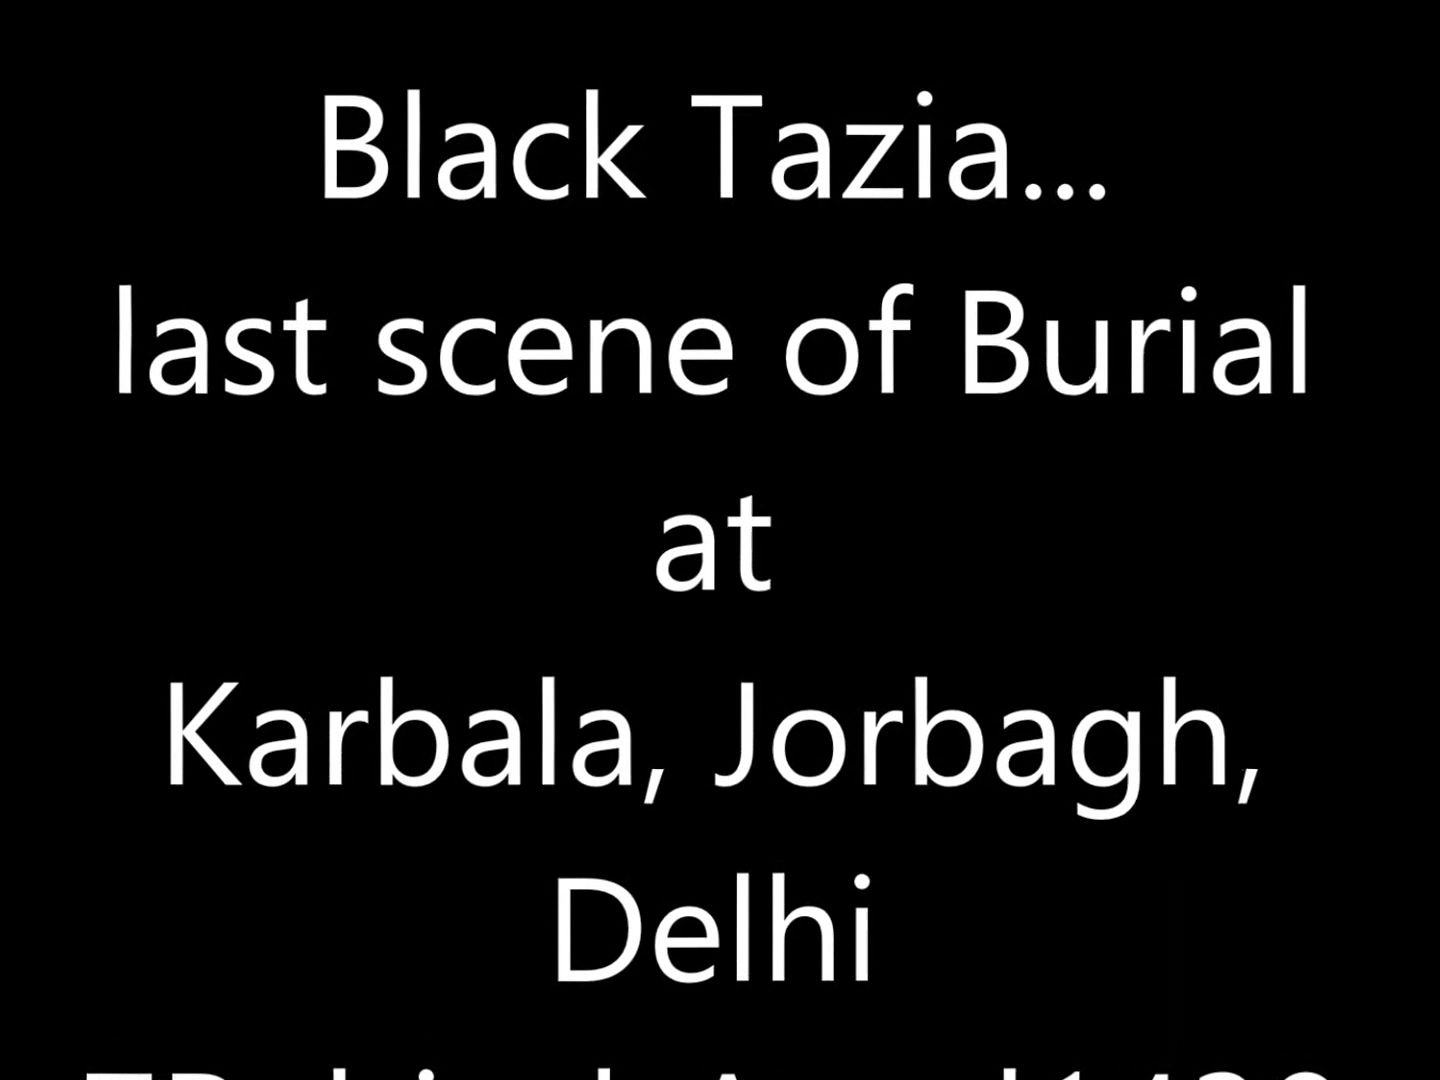 Black Tazia...
last scene of Burial
at
Karbala, Jorbagh,
Delhi